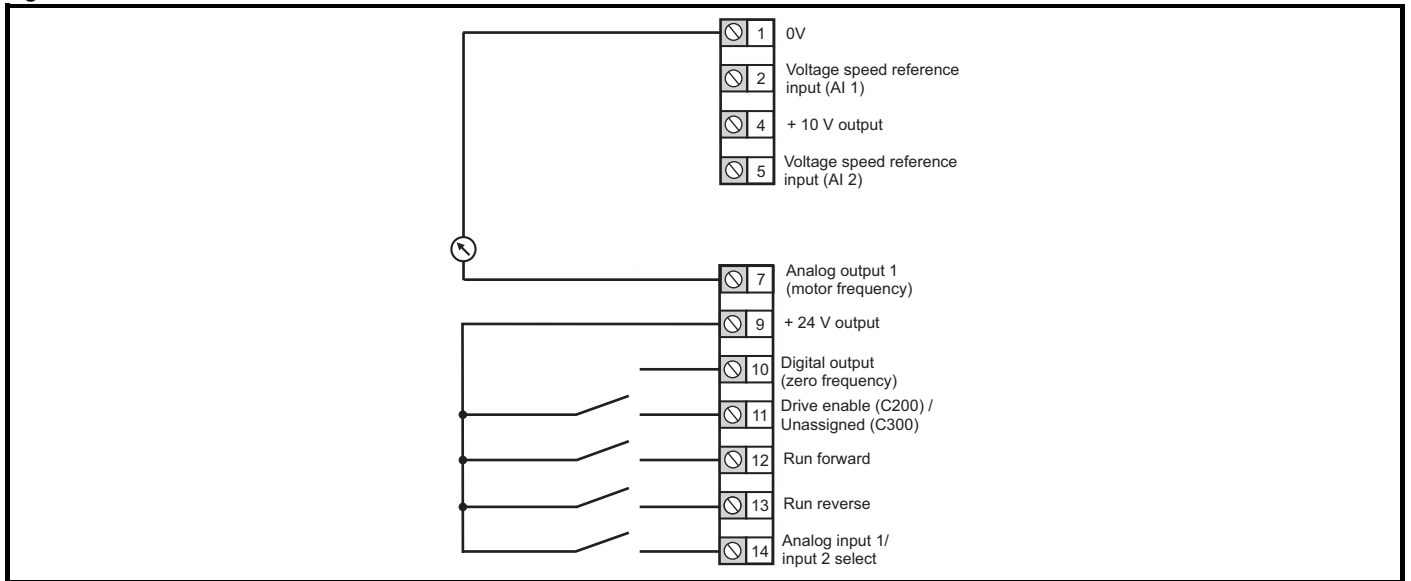 1 0V
2 Voltage speed reference
input (AI 1)
4 + 10 V output
5 Voltage speed reference
input (AI 2)
7 Analog output 1
(motor frequency)
9 + 24 V output
10 Digital output
(zero frequency)
11 Drive enable (C200) /
Unassigned (C300)
12 Run forward
13 Run reverse
14 Analog input 1/
input 2 select